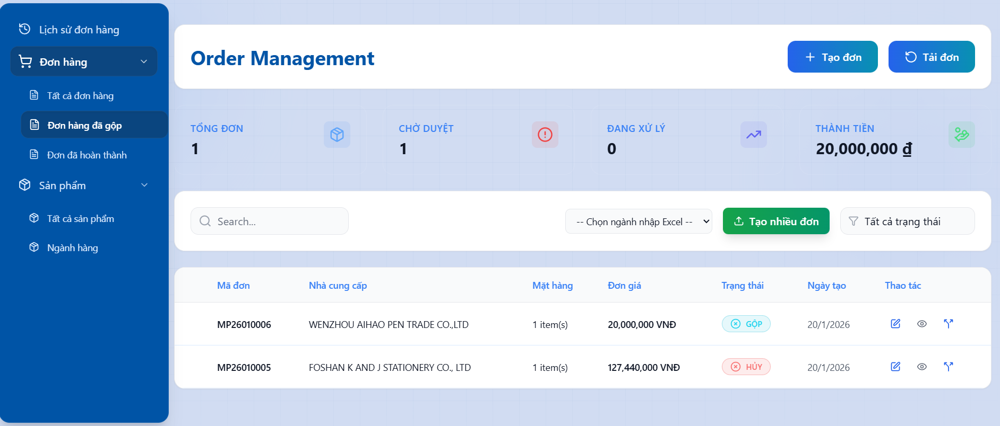 Lịch sử đơn hàng
Đơn hàng
Tất cả đơn hàng
Đơn hàng đã gộp
Đơn đã hoàn thành
Sản phẩm
Tất cả sản phẩm
Ngành hàng
Order Management
Tạo đơn
Tải đơn
TỔNG ĐƠN
1
CHỜ DUYỆT
1
ĐANG XỬ LÝ
0
THÀNH TIỀN
20,000,000 ₫
Search...
-- Chọn ngành nhập Excel --
Tạo nhiều đơn
Tất cả trạng thái
Mã đơn Nhà cung cấp Mặt hàng Đơn giá Trạng thái Ngày tạo Thao tác
MP26010006 WENZHOU AIHAO PEN TRADE CO.,LTD 1 item(s) 20,000,000 VNĐ GỘP 20/1/2026
MP26010005 FOSHAN K AND J STATIONERY CO., LTD 1 item(s) 127,440,000 VNĐ HỦY 20/1/2026